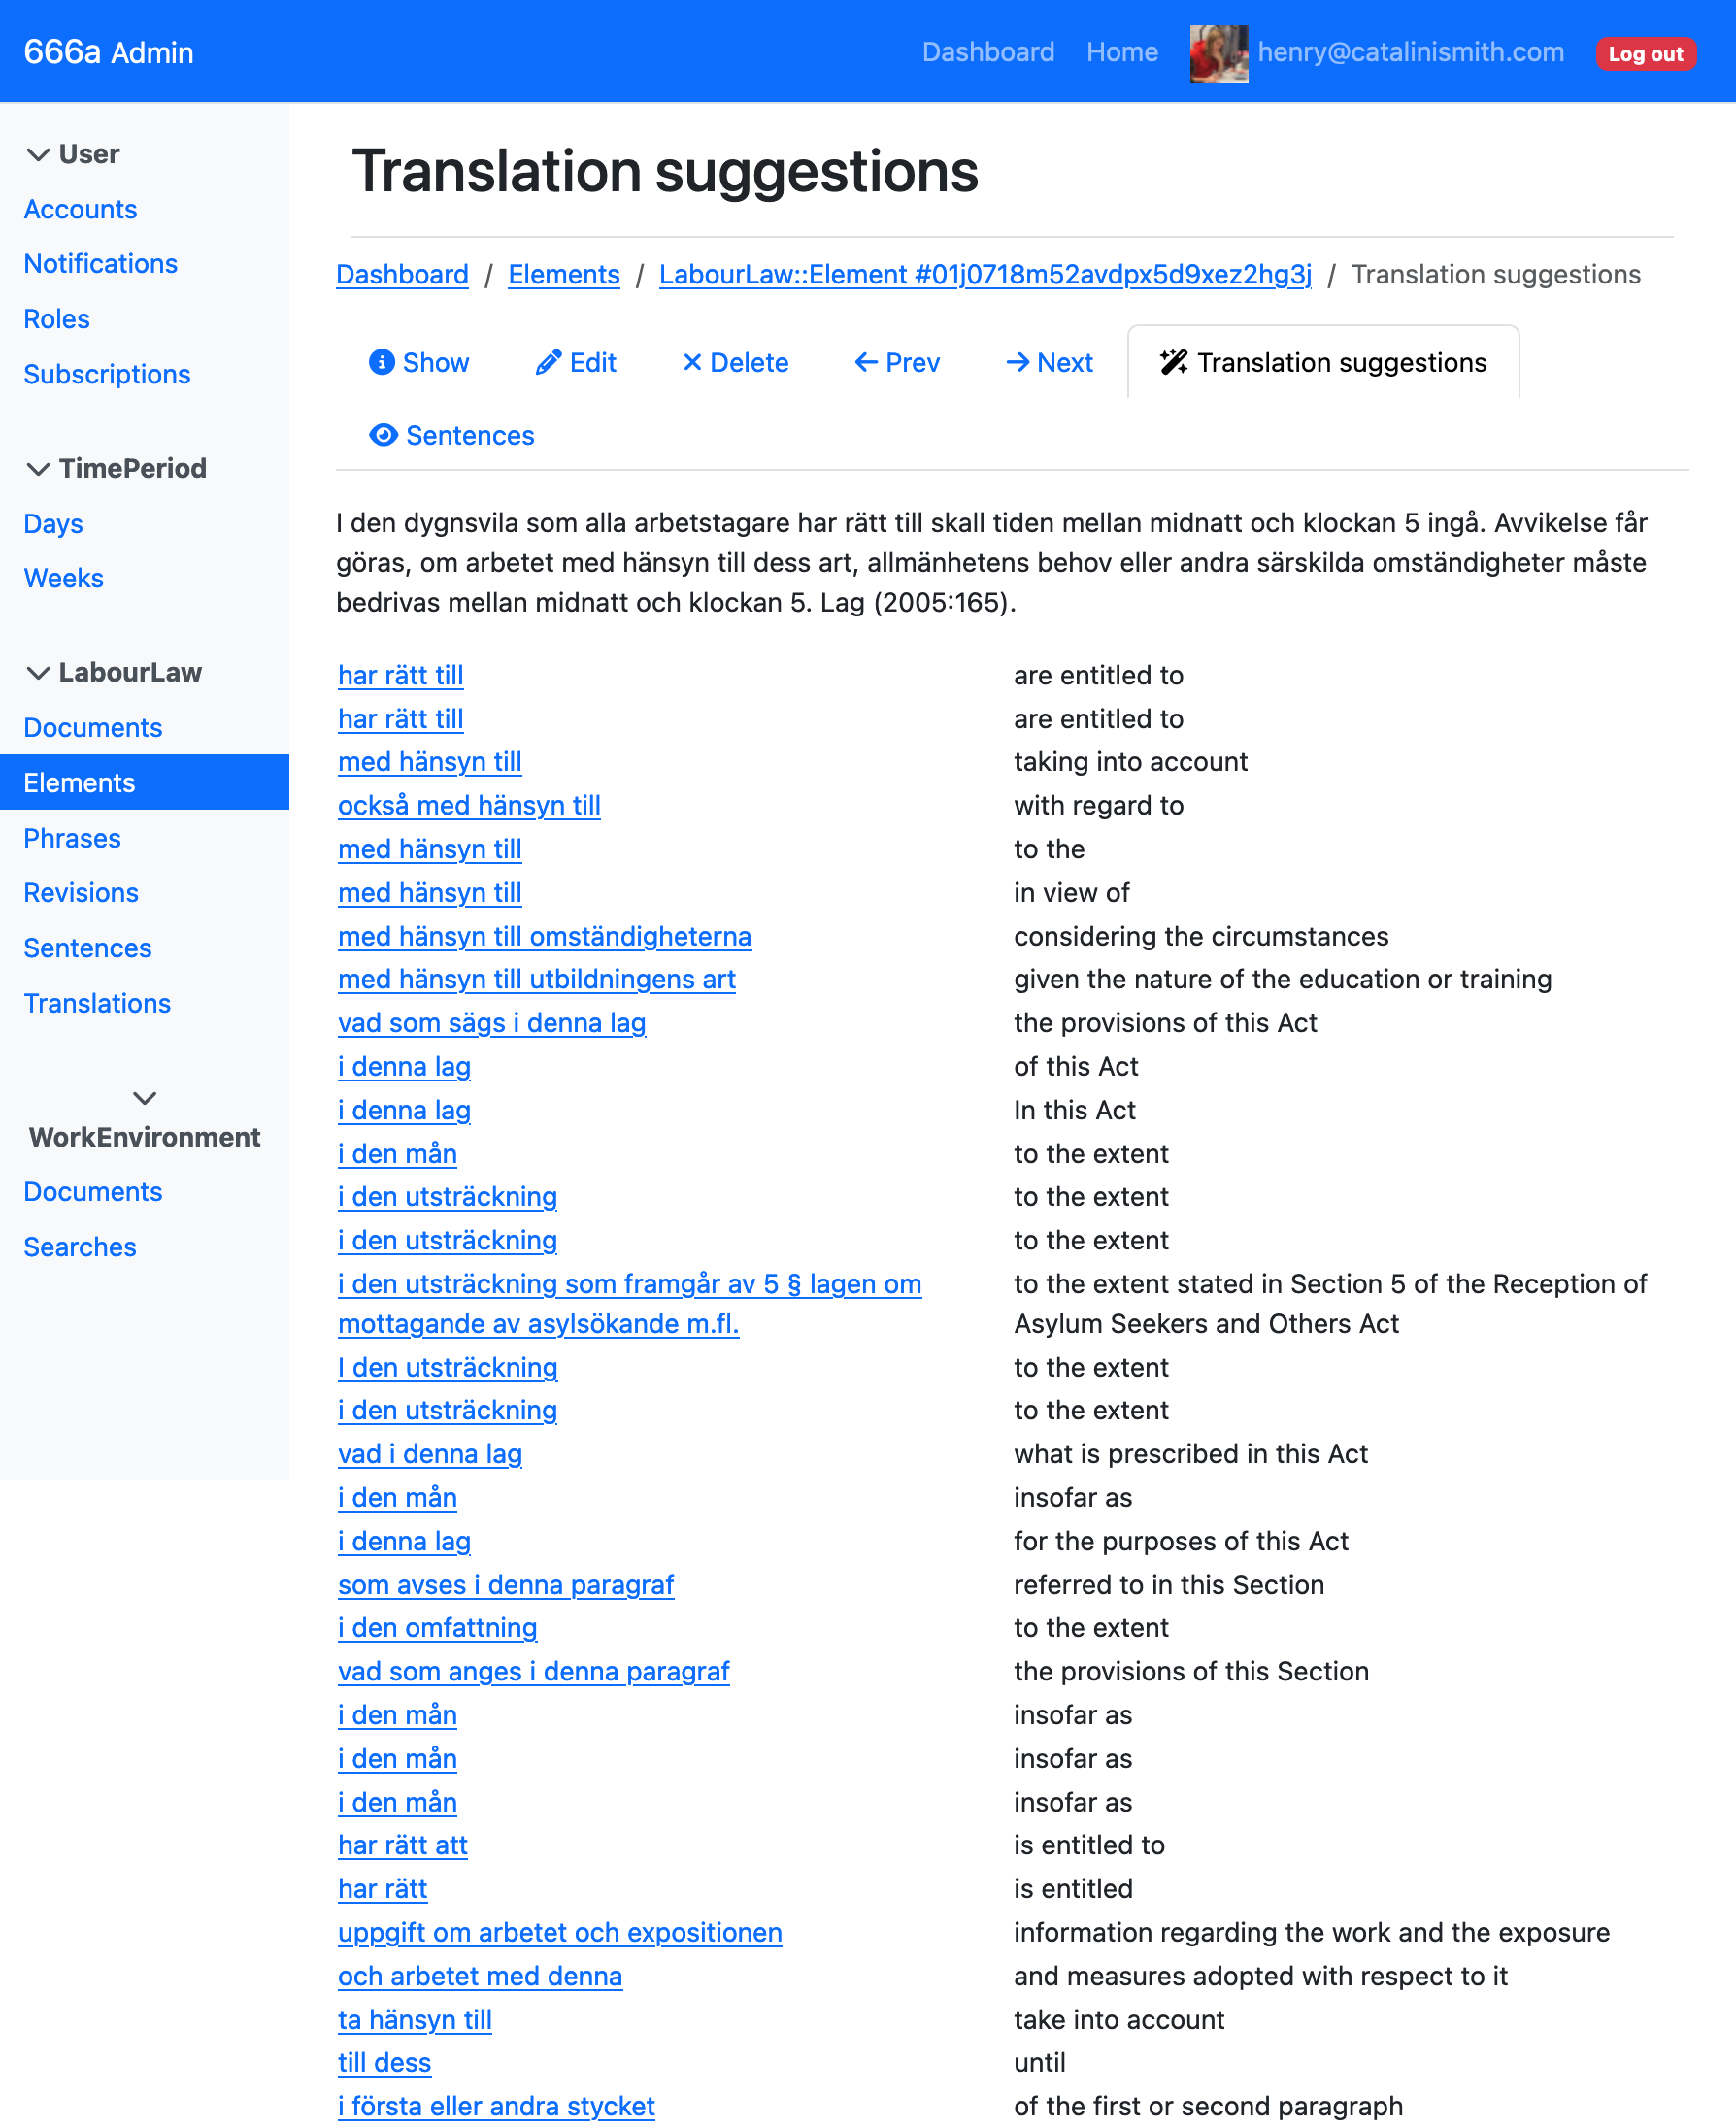 666a Admin
Dashboard
Home
henry@catalinismith.com
Log out
User
Accounts
Notifications
Roles
Subscriptions
TimePeriod
Days
Weeks
LabourLaw
Documents
Elements
Phrases
Revisions
Sentences
Translations
WorkEnvironment
Documents
Searches
Translation suggestions
Dashboard / Elements / LabourLaw::Element #01j0718m52avdpx5d9xez2hg3j / Translation suggestions
Show
Edit
Delete
Prev
Next
Translation suggestions
Sentences
I den dygnsvila som alla arbetstagare har rätt till skall tiden mellan midnatt och klockan 5 ingå. Avvikelse får
göras, om arbetet med hänsyn till dess art, allmänhetens behov eller andra särskilda omständigheter måste
bedrivas mellan midnatt och klockan 5. Lag (2005:165).
har rätt till are entitled to
har rätt till are entitled to
med hänsyn till taking into account
också med hänsyn till with regard to
med hänsyn till to the
med hänsyn till in view of
med hänsyn till omständigheterna considering the circumstances
med hänsyn till utbildningens art given the nature of the education or training
vad som sägs i denna lag the provisions of this Act
i denna lag of this Act
i denna lag In this Act
i den mån to the extent
i den utsträckning to the extent
i den utsträckning to the extent
i den utsträckning som framgår av 5 § lagen om to the extent stated in Section 5 of the Reception of
mottagande av asylsökande m.fl. Asylum Seekers and Others Act
I den utsträckning to the extent
i den utsträckning to the extent
vad i denna lag what is prescribed in this Act
i den mån insofar as
i denna lag for the purposes of this Act
som avses i denna paragraf referred to in this Section
i den omfattning to the extent
vad som anges i denna paragraf the provisions of this Section
i den mån insofar as
i den mån insofar as
i den mån insofar as
har rätt att is entitled to
har rätt is entitled
uppgift om arbetet och expositionen information regarding the work and the exposure
och arbetet med denna and measures adopted with respect to it
ta hänsyn till take into account
till dess until
i första eller andra stycket of the first or second paragraph